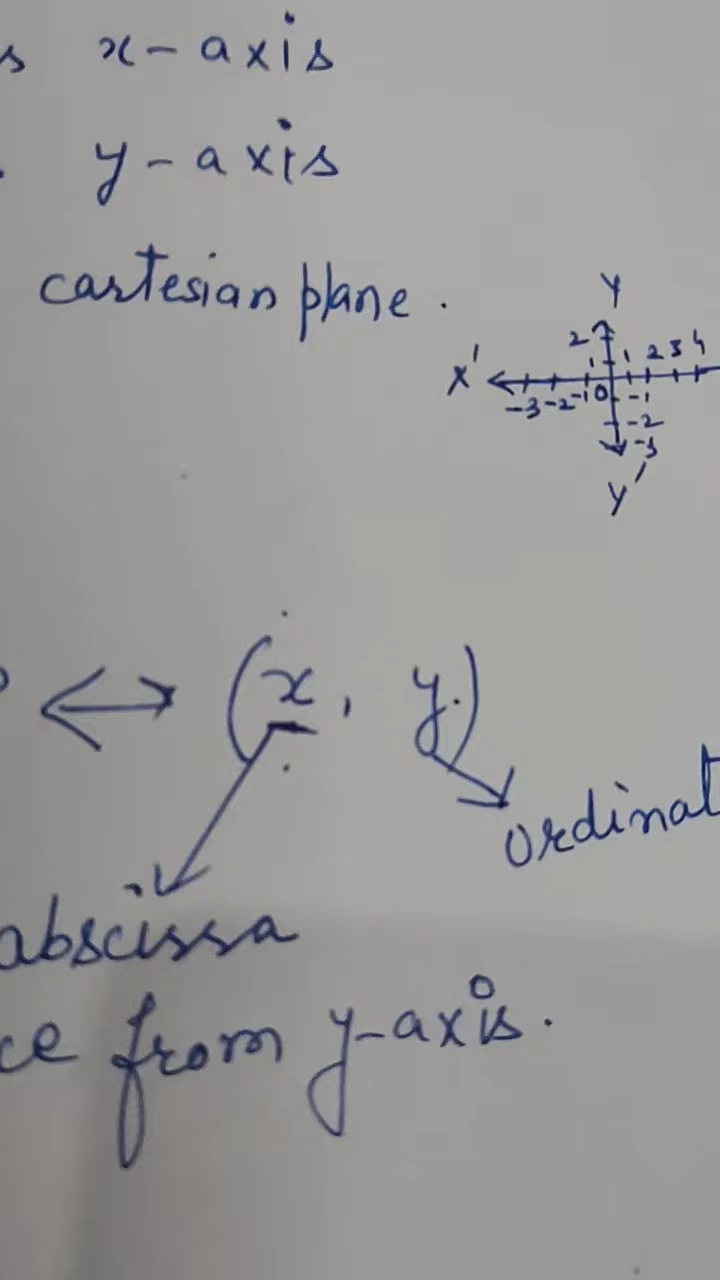 s x-axis
y-axis
cartesian plane.
Y
2
1 1 2 3 4
X'
-3 -2 -1 0 -1
-2
-3
Y'
(x, y)
ordinat
abscissa
ce from y-axis.